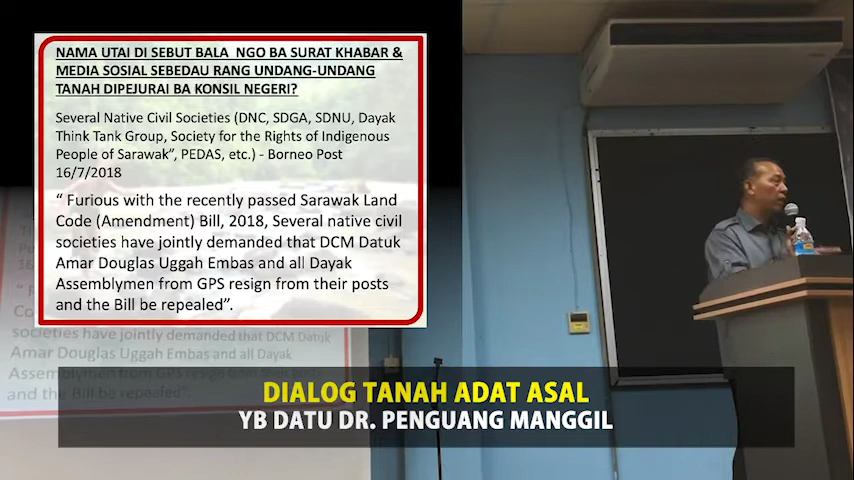 NAMA UTAI DI SEBUT BALA NGO BA SURAT KHABAR &
MEDIA SOSIAL SEBEDAU RANG UNDANG-UNDANG
TANAH DIPEJURAI BA KONSIL NEGERI?
Several Native Civil Societies (DNC, SDGA, SDNU, Dayak
Think Tank Group, Society for the Rights of Indigenous
People of Sarawak”, PEDAS, etc.) - Borneo Post
16/7/2018
“ Furious with the recently passed Sarawak Land
Code (Amendment) Bill, 2018, Several native civil
societies have jointly demanded that DCM Datuk
Amar Douglas Uggah Embas and all Dayak
Assemblymen from GPS resign from their posts
and the Bill be repealed”.
societies have jointly demanded that DCM Datuk
Amar Douglas Uggah Embas and all Dayak
Assemblymen from GPS resign from their posts
and the Bill be repealed”.
DIALOG TANAH ADAT ASAL
YB DATU DR. PENGUANG MANGGIL